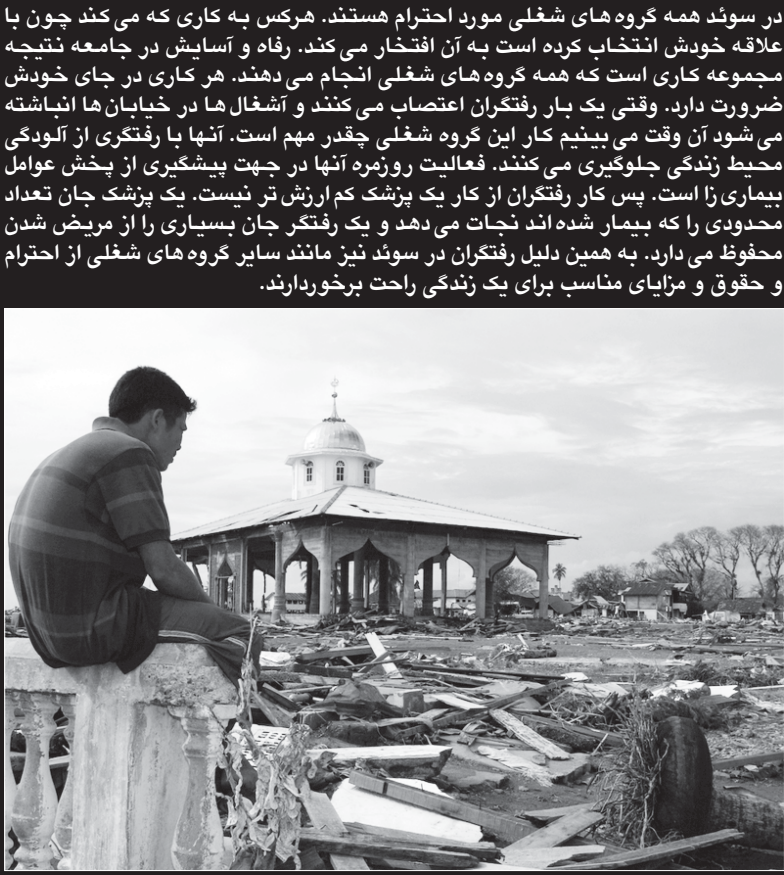 در سوئد همه گروه‌های شغلی مورد احترام هستند. هرکس به کاری که می‌کند چون با
علاقه خودش انتخاب کرده است به آن افتخار می‌کند. رفاه و آسایش در جامعه نتیجه
مجموعه کاری است که همه گروه‌های شغلی انجام می‌دهند. هر کاری در جای خودش
ضرورت دارد. وقتی یک بار رفتگران اعتصاب می‌کنند و آشغال‌ها در خیابان‌ها انباشته
می‌شود آن وقت می‌بینیم کار این گروه شغلی چقدر مهم است. آنها با رفتگری از آلودگی
محیط زندگی جلوگیری می‌کنند. فعالیت روزمره آنها در جهت پیشگیری از پخش عوامل
بیماری‌زا است. پس کار رفتگران از کار یک پزشک کم‌ارزش‌تر نیست. یک پزشک جان تعداد
محدودی را که بیمار شده‌اند نجات می‌دهد و یک رفتگر جان بسیاری را از مریض شدن
محفوظ می‌دارد. به همین دلیل رفتگران در سوئد نیز مانند سایر گروه‌های شغلی از احترام
و حقوق و مزایای مناسب برای یک زندگی راحت برخوردارند.